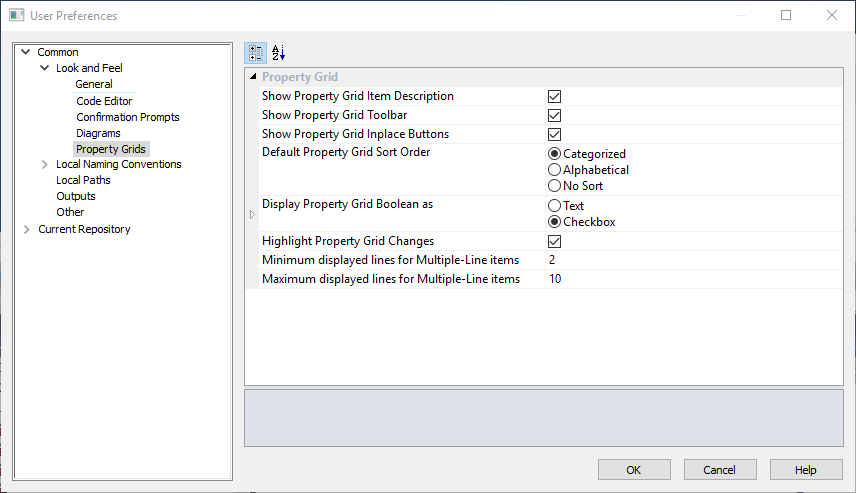 User Preferences
Common
Look and Feel
General
Code Editor
Confirmation Prompts
Diagrams
Property Grids
Local Naming Conventions
Local Paths
Outputs
Other
Current Repository
Property Grid
Show Property Grid Item Description
Show Property Grid Toolbar
Show Property Grid Inplace Buttons
Default Property Grid Sort Order
Categorized
Alphabetical
No Sort
Display Property Grid Boolean as
Text
Checkbox
Highlight Property Grid Changes
Minimum displayed lines for Multiple-Line items 2
Maximum displayed lines for Multiple-Line items 10
OK Cancel Help